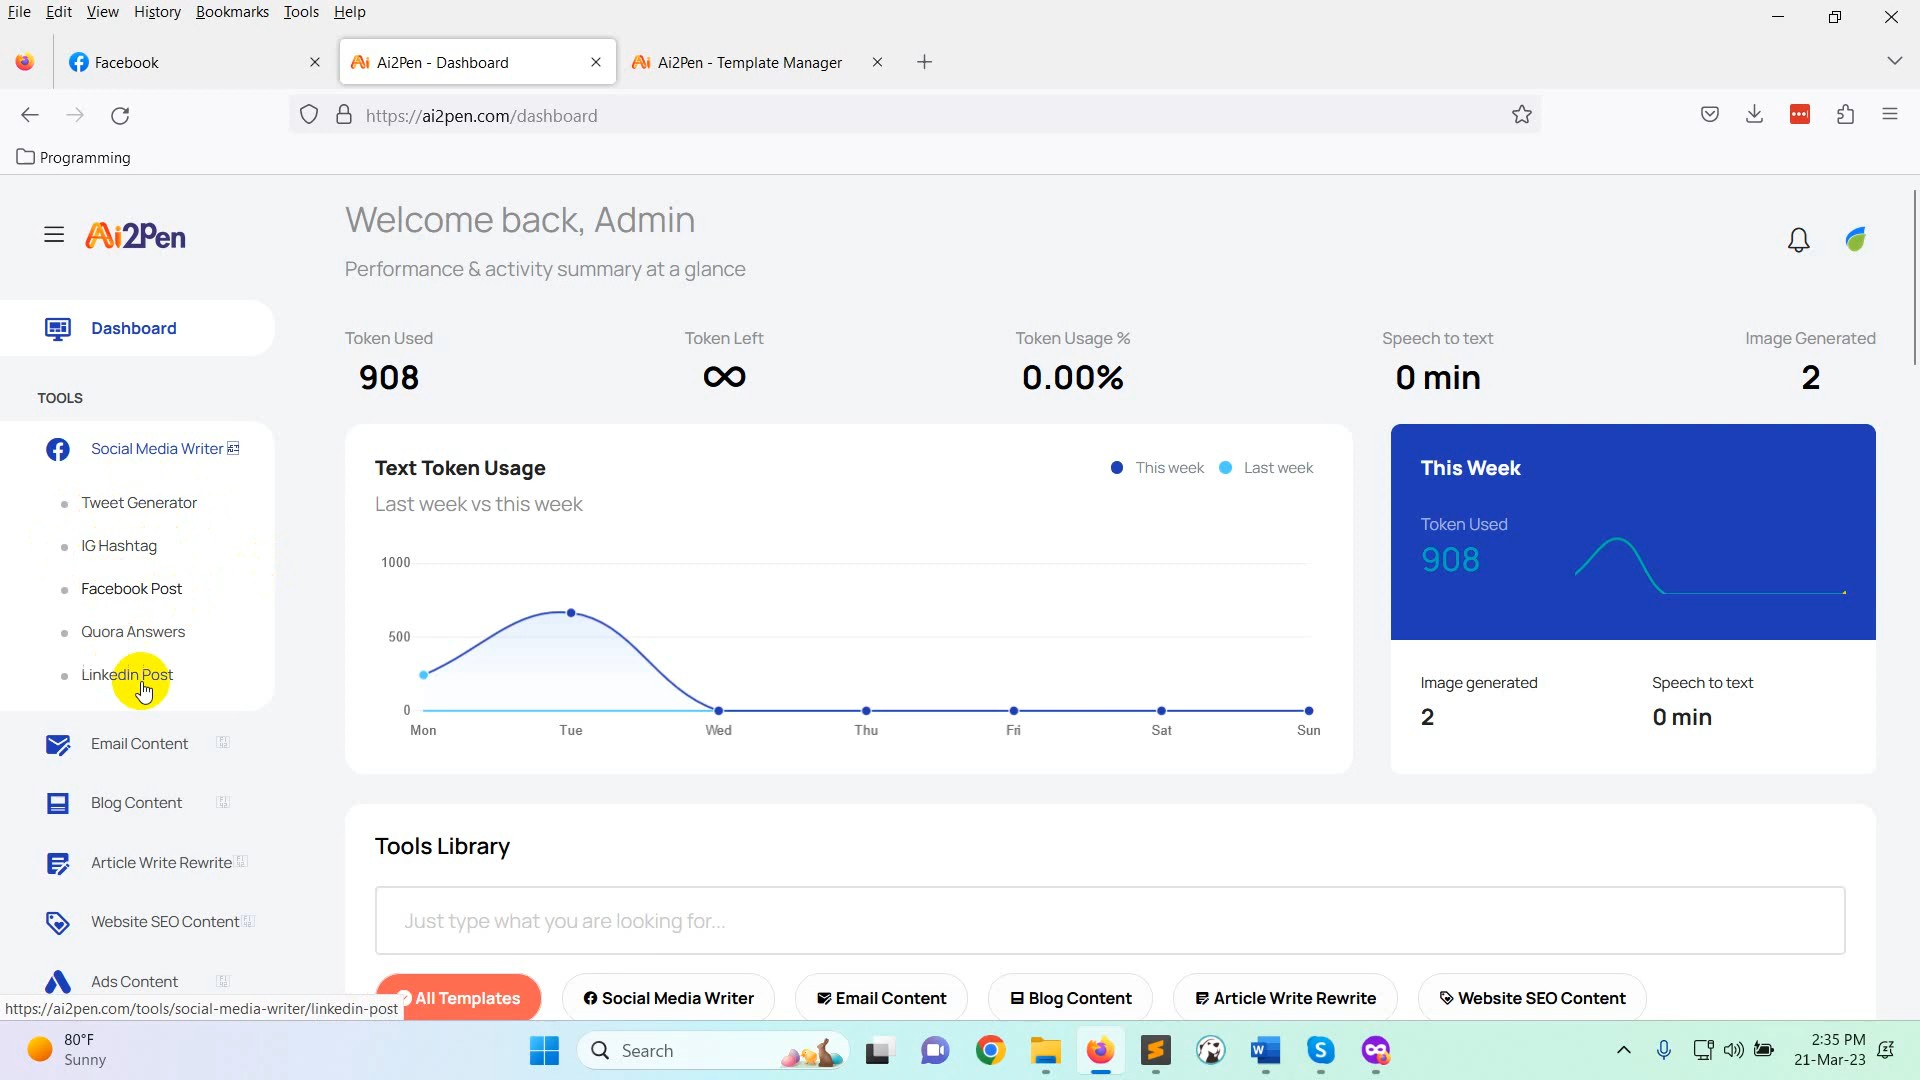 File Edit View History Bookmarks Tools Help
Facebook
Ai2Pen - Dashboard
Ai2Pen - Template Manager
https://ai2pen.com/dashboard
Programming
Ai2Pen
Welcome back, Admin
Performance & activity summary at a glance
Dashboard
Token Used
908
Token Left
∞
Token Usage %
0.00%
Speech to text
0 min
Image Generated
2
TOOLS
Social Media Writer
Tweet Generator
IG Hashtag
Facebook Post
Quora Answers
Linkedin Post
Email Content
Blog Content
Article Write Rewrite
Website SEO Content
Ads Content
Text Token Usage
This week
Last week
Last week vs this week
1000
500
0
Mon Tue Wed Thu Fri Sat Sun
This Week
Token Used
908
Image generated
2
Speech to text
0 min
Tools Library
Just type what you are looking for...
All Templates
Social Media Writer
Email Content
Blog Content
Article Write Rewrite
Website SEO Content
https://ai2pen.com/tools/social-media-writer/linkedin-post
80°F
Sunny
Search
2:35 PM
21-Mar-23